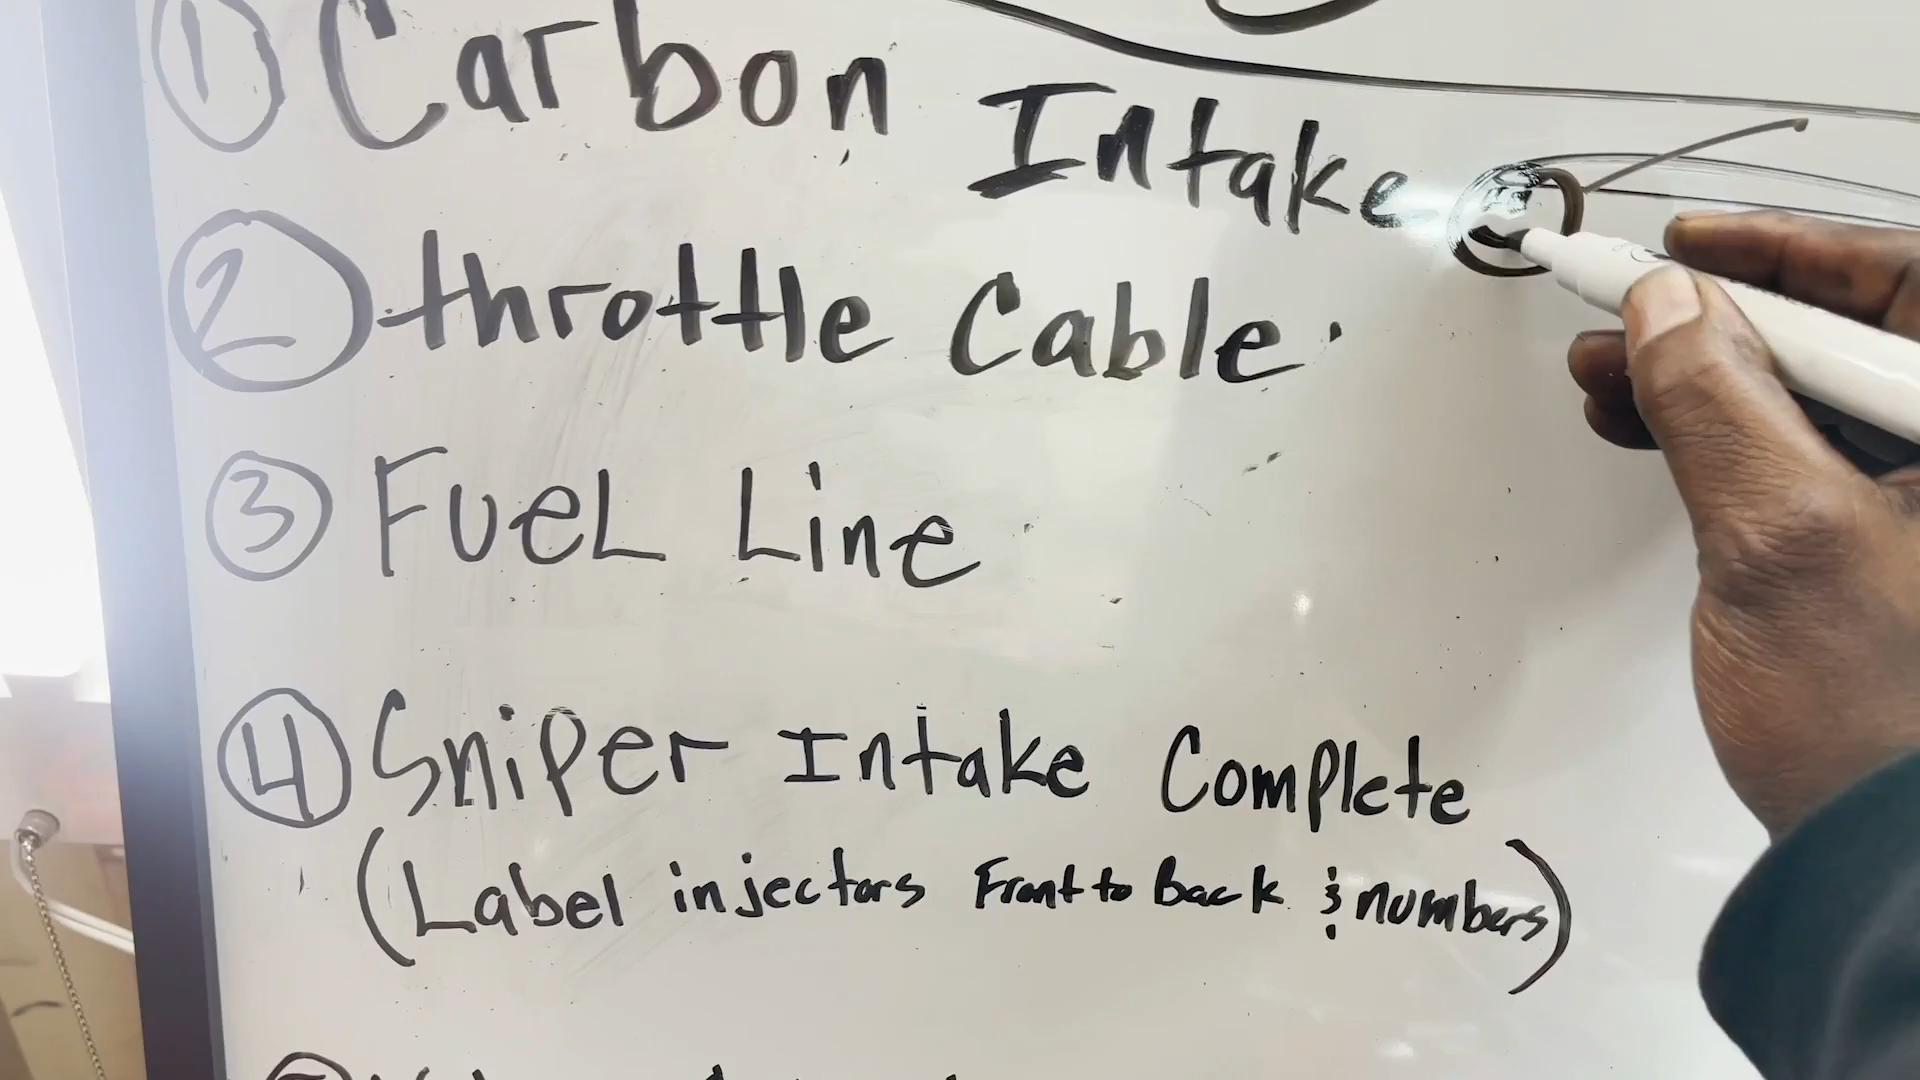 1 Carbon Intake
2 throttle Cable.
3 FUeL Line
4 Sniper Intake Complete
(Label injectors Front to Back & numbers)